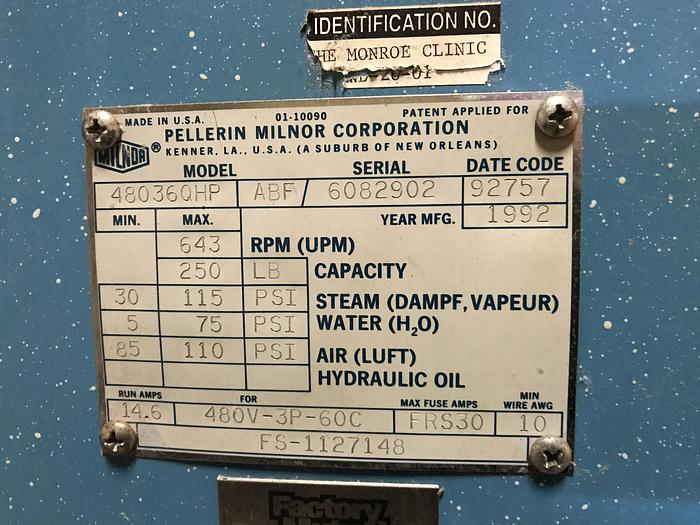 IDENTIFICATION NO.
HE MONROE CLINIC
20-01
MADE IN U.S.A. 01-10090 PATENT APPLIED FOR
PELLERIN MILNOR CORPORATION
MILNOR ® KENNER, LA., U.S.A. (A SUBURB OF NEW ORLEANS)
MODEL SERIAL DATE CODE
48036QHP ABF/ 6082902 92757
MIN. MAX. YEAR MFG. 1992
643 RPM (UPM)
250 LB CAPACITY
30 115 PSI STEAM (DAMPF, VAPEUR)
5 75 PSI WATER (H₂O)
85 110 PSI AIR (LUFT)
HYDRAULIC OIL
RUN AMPS FOR MAX FUSE AMPS MIN WIRE AWG
14.6 480V-3P-60C FRS30 10
FS-1127148
Factory